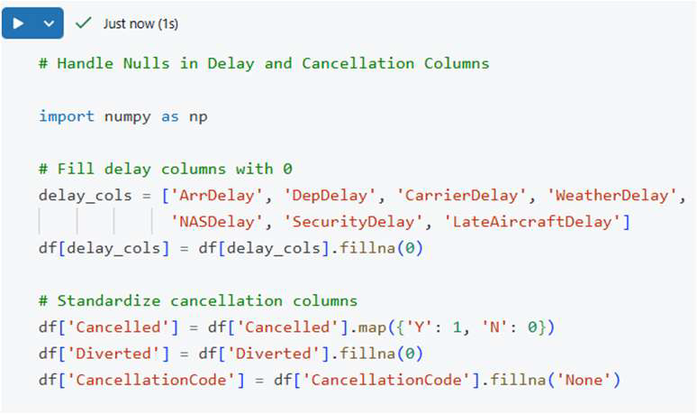 Just now (1s)
# Handle Nulls in Delay and Cancellation Columns
import numpy as np
# Fill delay columns with 0
delay_cols = ['ArrDelay', 'DepDelay', 'CarrierDelay', 'WeatherDelay',
'NASDelay', 'SecurityDelay', 'LateAircraftDelay']
df[delay_cols] = df[delay_cols].fillna(0)
# Standardize cancellation columns
df['Cancelled'] = df['Cancelled'].map({'Y': 1, 'N': 0})
df['Diverted'] = df['Diverted'].fillna(0)
df['CancellationCode'] = df['CancellationCode'].fillna('None')